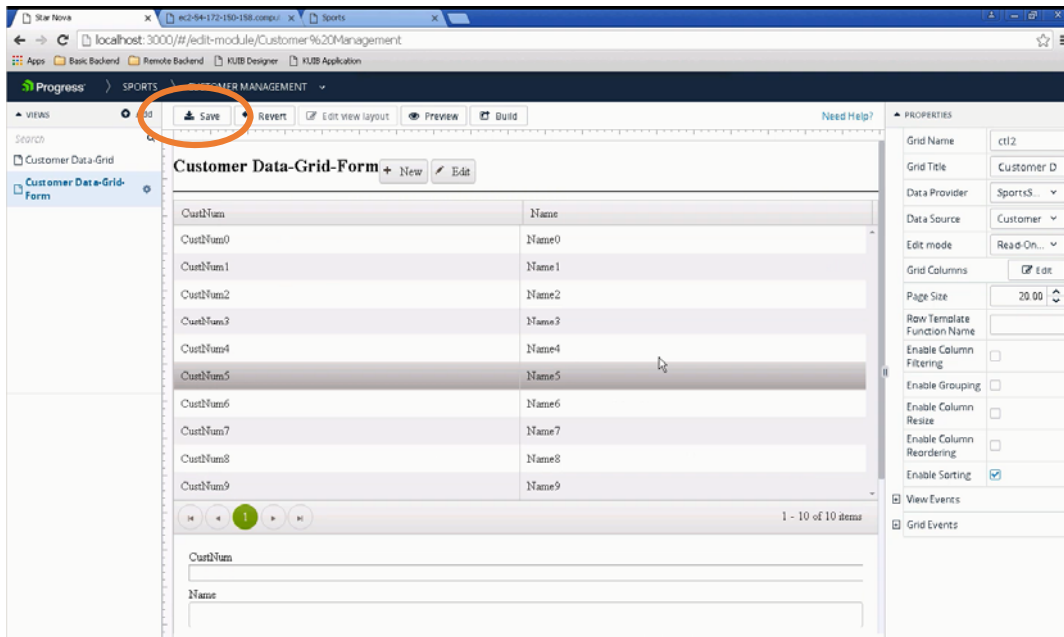 Star Nova
ec2-54-172-150-158.compu
Sports
localhost:3000/#/edit-module/Customer%20Management
Apps Basic Backend Remote Backend KUIB Designer KUIB Application
Progress SPORTS CUSTOMER MANAGEMENT
VIEWS
Save Revert Edit view layout Preview Build Need Help?
PROPERTIES
Search
Customer Data-Grid
Customer Data-Grid-
Form
Customer Data-Grid-Form New Edit
CustNum Name
CustNum0 Name0
CustNum1 Name1
CustNum2 Name2
CustNum3 Name3
CustNum4 Name4
CustNum5 Name5
CustNum6 Name6
CustNum7 Name7
CustNum8 Name8
CustNum9 Name9
1 1 - 10 of 10 items
CustNum
Name
Grid Name ctl2
Grid Title Customer D
Data Provider SportsS...
Data Source Customer
Edit mode Read-On...
Grid Columns Edit
Page Size 20.00
Row Template
Function Name
Enable Column
Filtering
Enable Grouping
Enable Column
Resize
Enable Column
Reordering
Enable Sorting
View Events
Grid Events